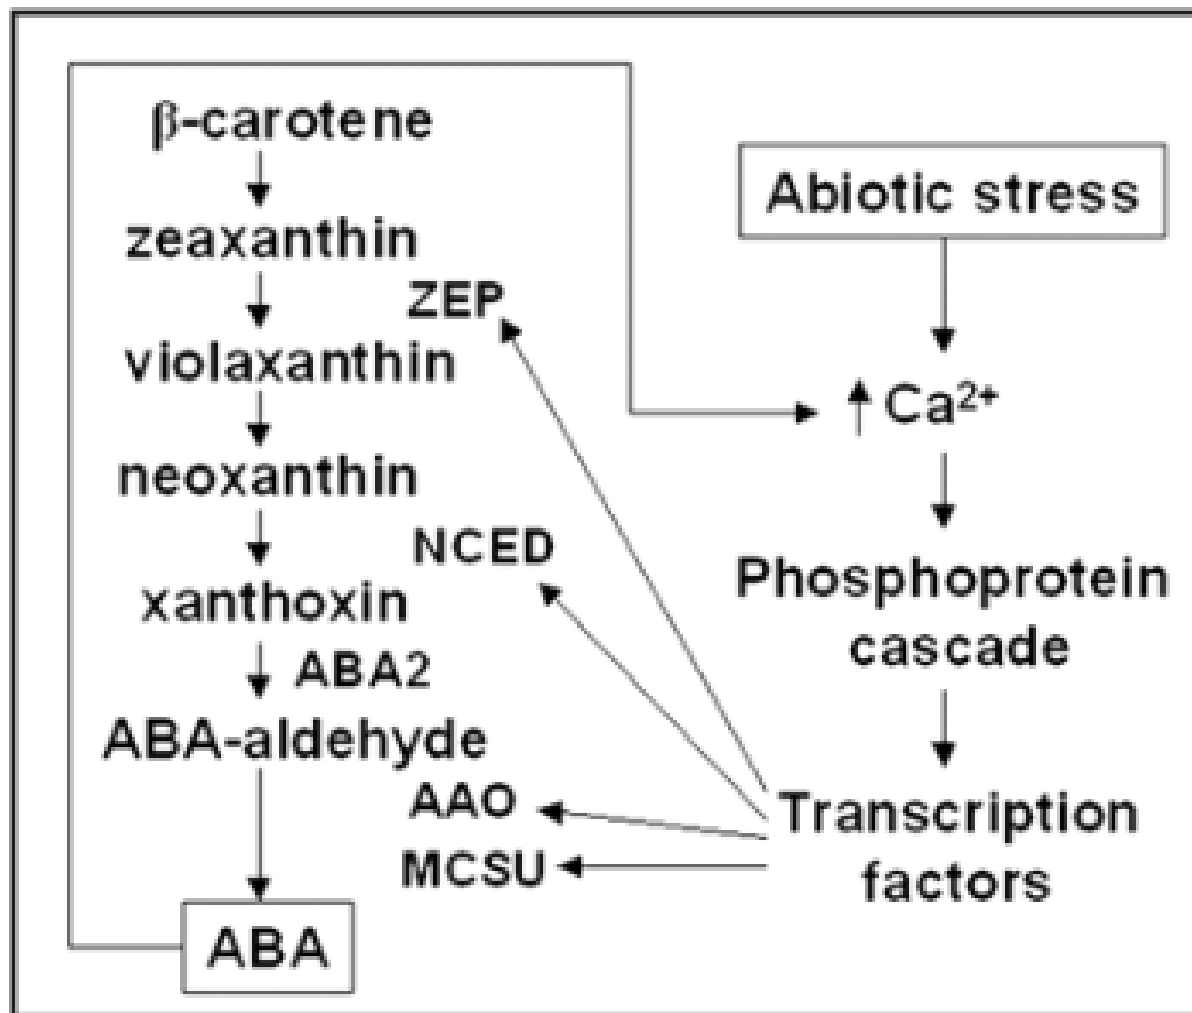 β-carotene
zeaxanthin
ZEP
violaxanthin
neoxanthin
NCED
xanthoxin
ABA2
ABA-aldehyde
AAO
MCSU
ABA
Abiotic stress
Ca²⁺
Phosphoprotein
cascade
Transcription
factors